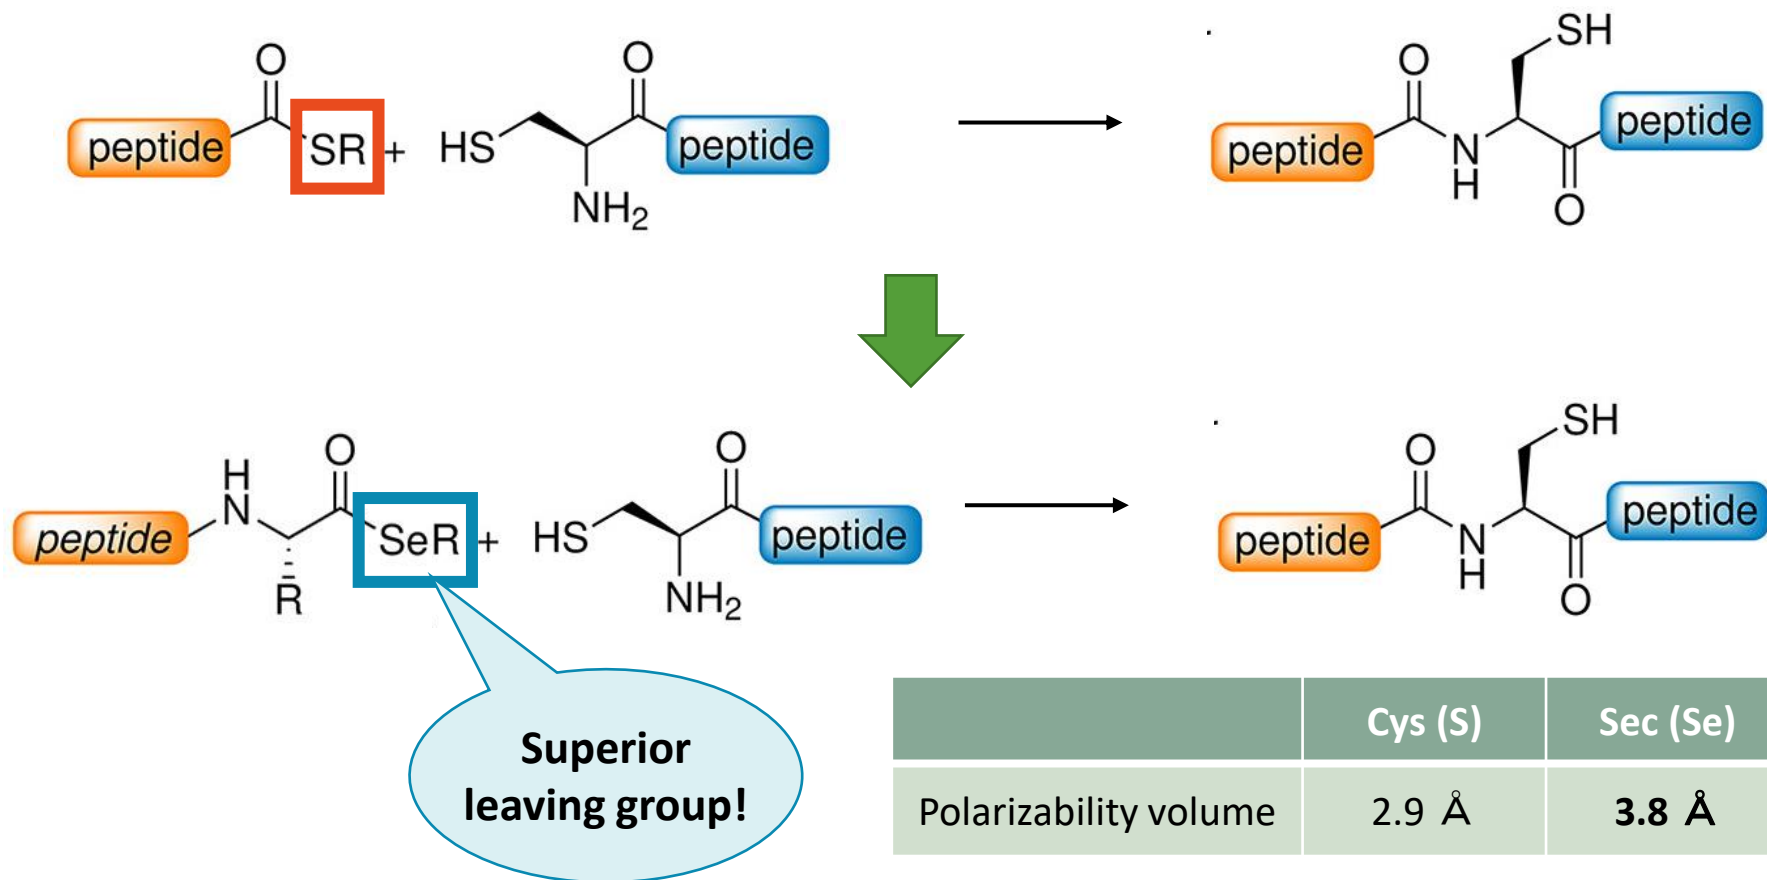 O
peptide
SR
+
HS
O
NH2
peptide
peptide
O
N
H
SH
O
peptide
peptide
H
N
R
O
SeR
+
HS
O
NH2
peptide
peptide
O
N
H
SH
O
peptide
Superior
leaving group!
Cys (S) Sec (Se)
Polarizability volume 2.9 Å 3.8 Å